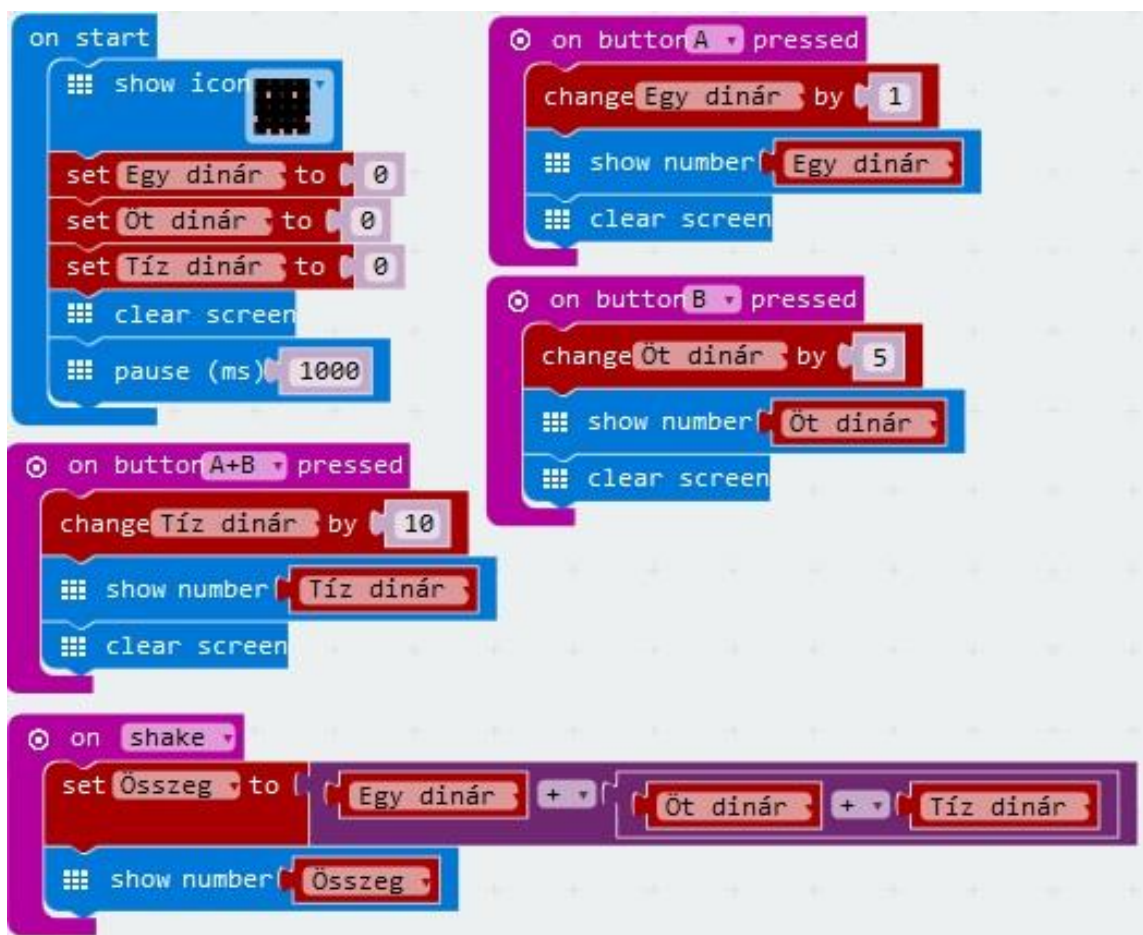 on start
show icon
set Egy dinár to 0
set Öt dinár to 0
set Tíz dinár to 0
clear screen
pause (ms) 1000
on button A pressed
change Egy dinár by 1
show number Egy dinár
clear screen
on button B pressed
change Öt dinár by 5
show number Öt dinár
clear screen
on button A+B pressed
change Tíz dinár by 10
show number Tíz dinár
clear screen
on shake
set Összeg to Egy dinár + Öt dinár + Tíz dinár
show number Összeg